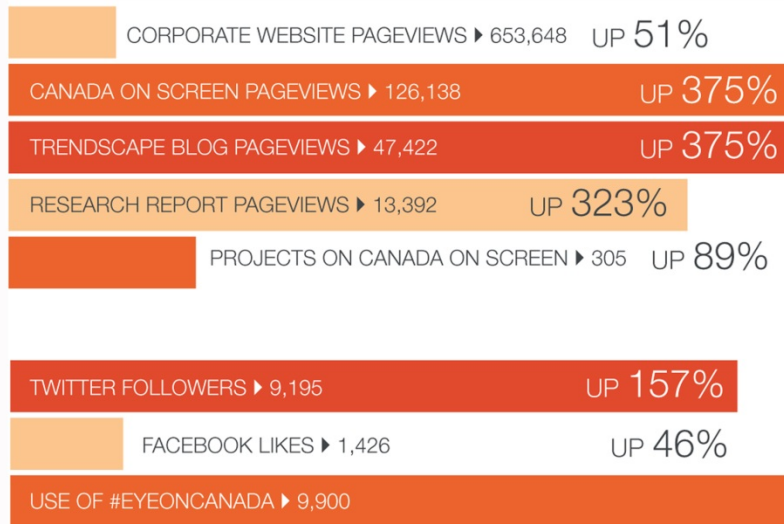 CORPORATE WEBSITE PAGEVIEWS ▸ 653,648 UP 51%
CANADA ON SCREEN PAGEVIEWS ▸ 126,138 UP 375%
TRENDSCAPE BLOG PAGEVIEWS ▸ 47,422 UP 375%
RESEARCH REPORT PAGEVIEWS ▸ 13,392 UP 323%
PROJECTS ON CANADA ON SCREEN ▸ 305 UP 89%
TWITTER FOLLOWERS ▸ 9,195 UP 157%
FACEBOOK LIKES ▸ 1,426 UP 46%
USE OF #EYEONCANADA ▸ 9,900